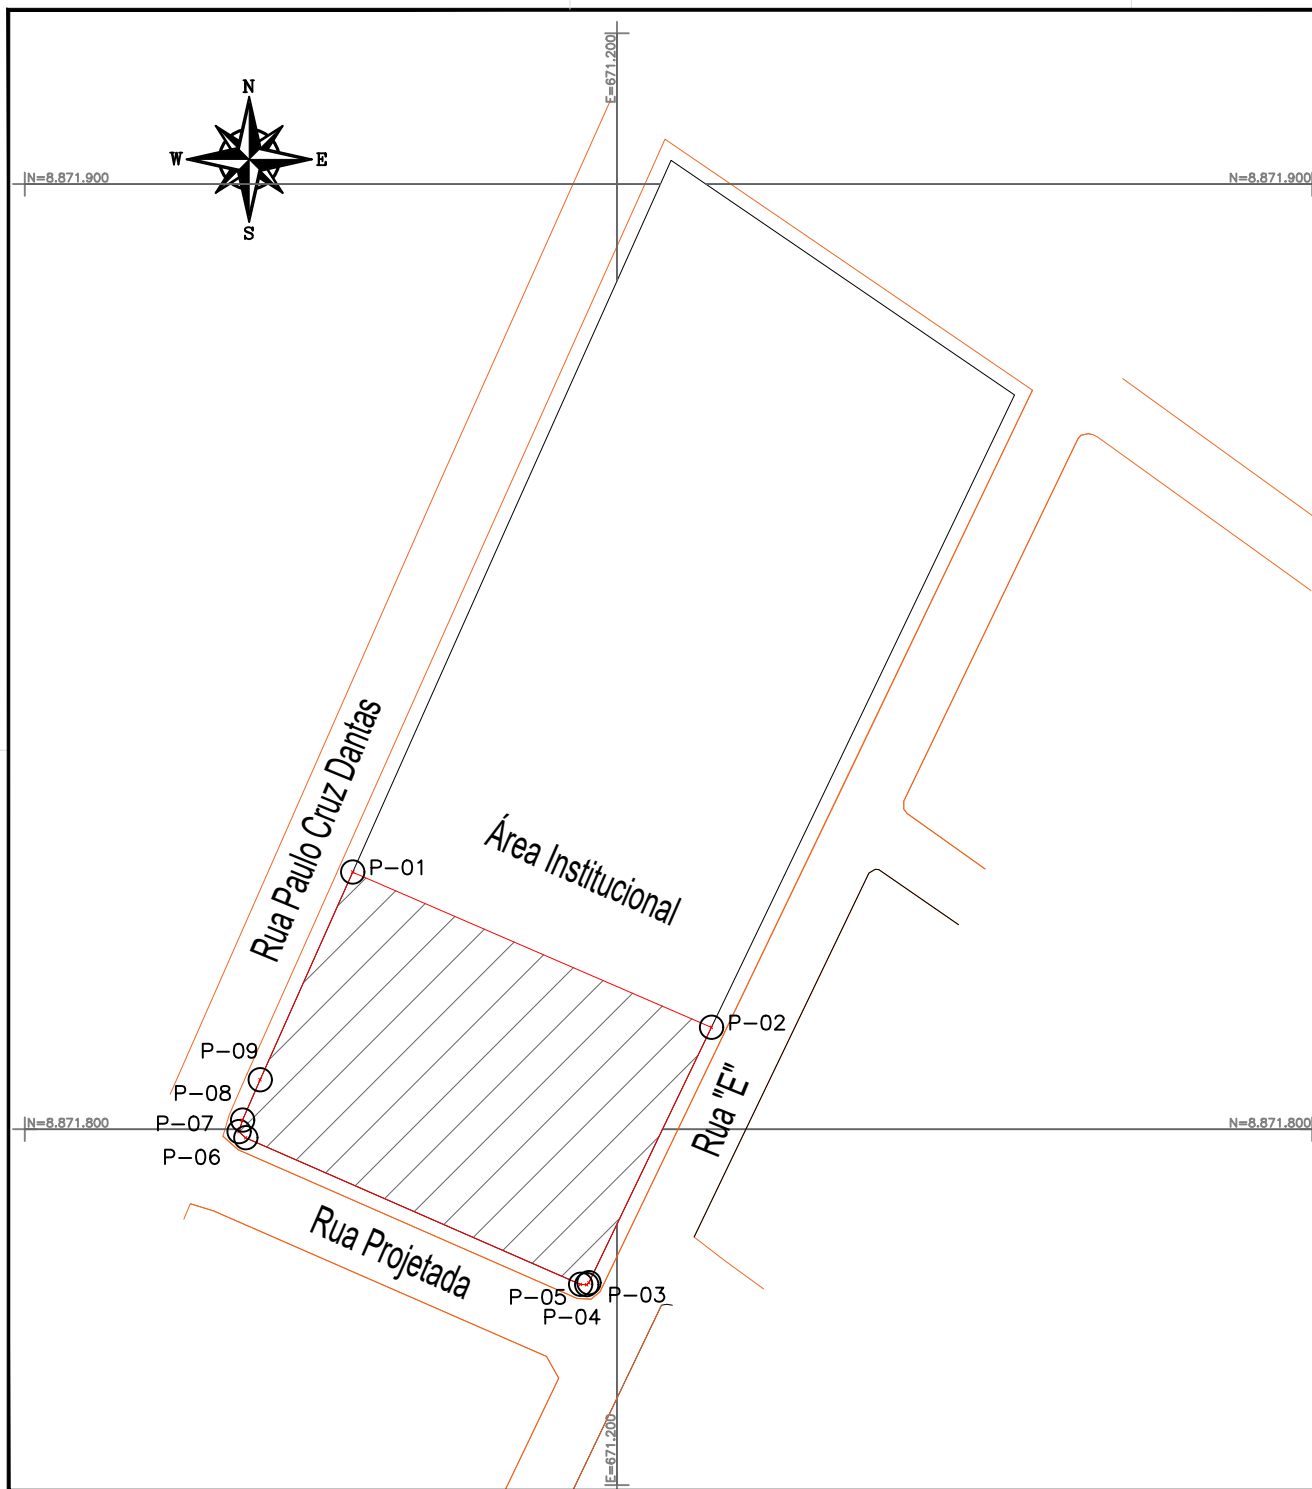 E=671.200
N
W
E
S
N=8.871.900
N=8.871.900
Rua Paulo Cruz Dantas
Área Institucional
P-01
P-02
P-09
P-08
P-07
P-06
Rua "E"
N=8.871.800
N=8.871.800
Rua Projetada
P-05
P-03
P-04
E=671.200